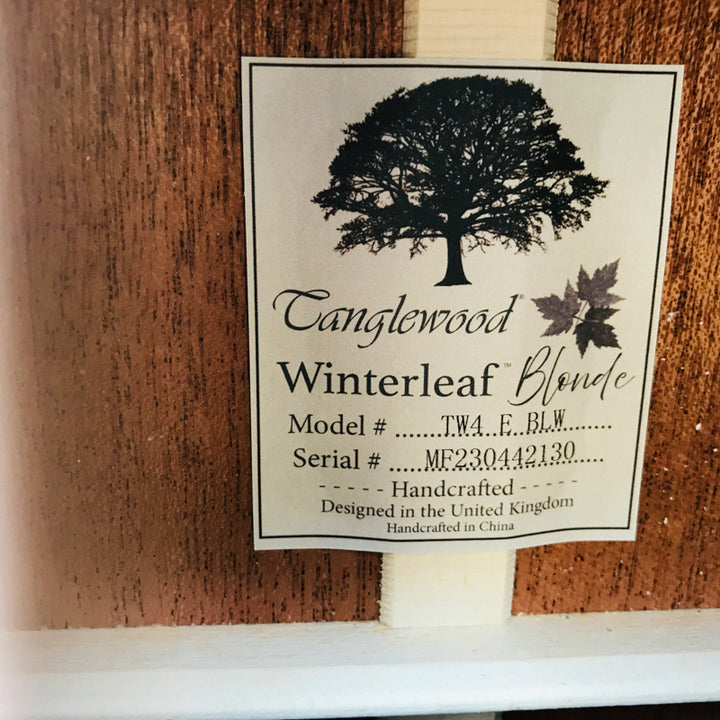 Tanglewood®
Winterleaf™ Blonde
Model # ...... TW4 E BLW ......
Serial # ..... MF230442130 .....
- - - - - Handcrafted - - - - -
Designed in the United Kingdom
Handcrafted in China